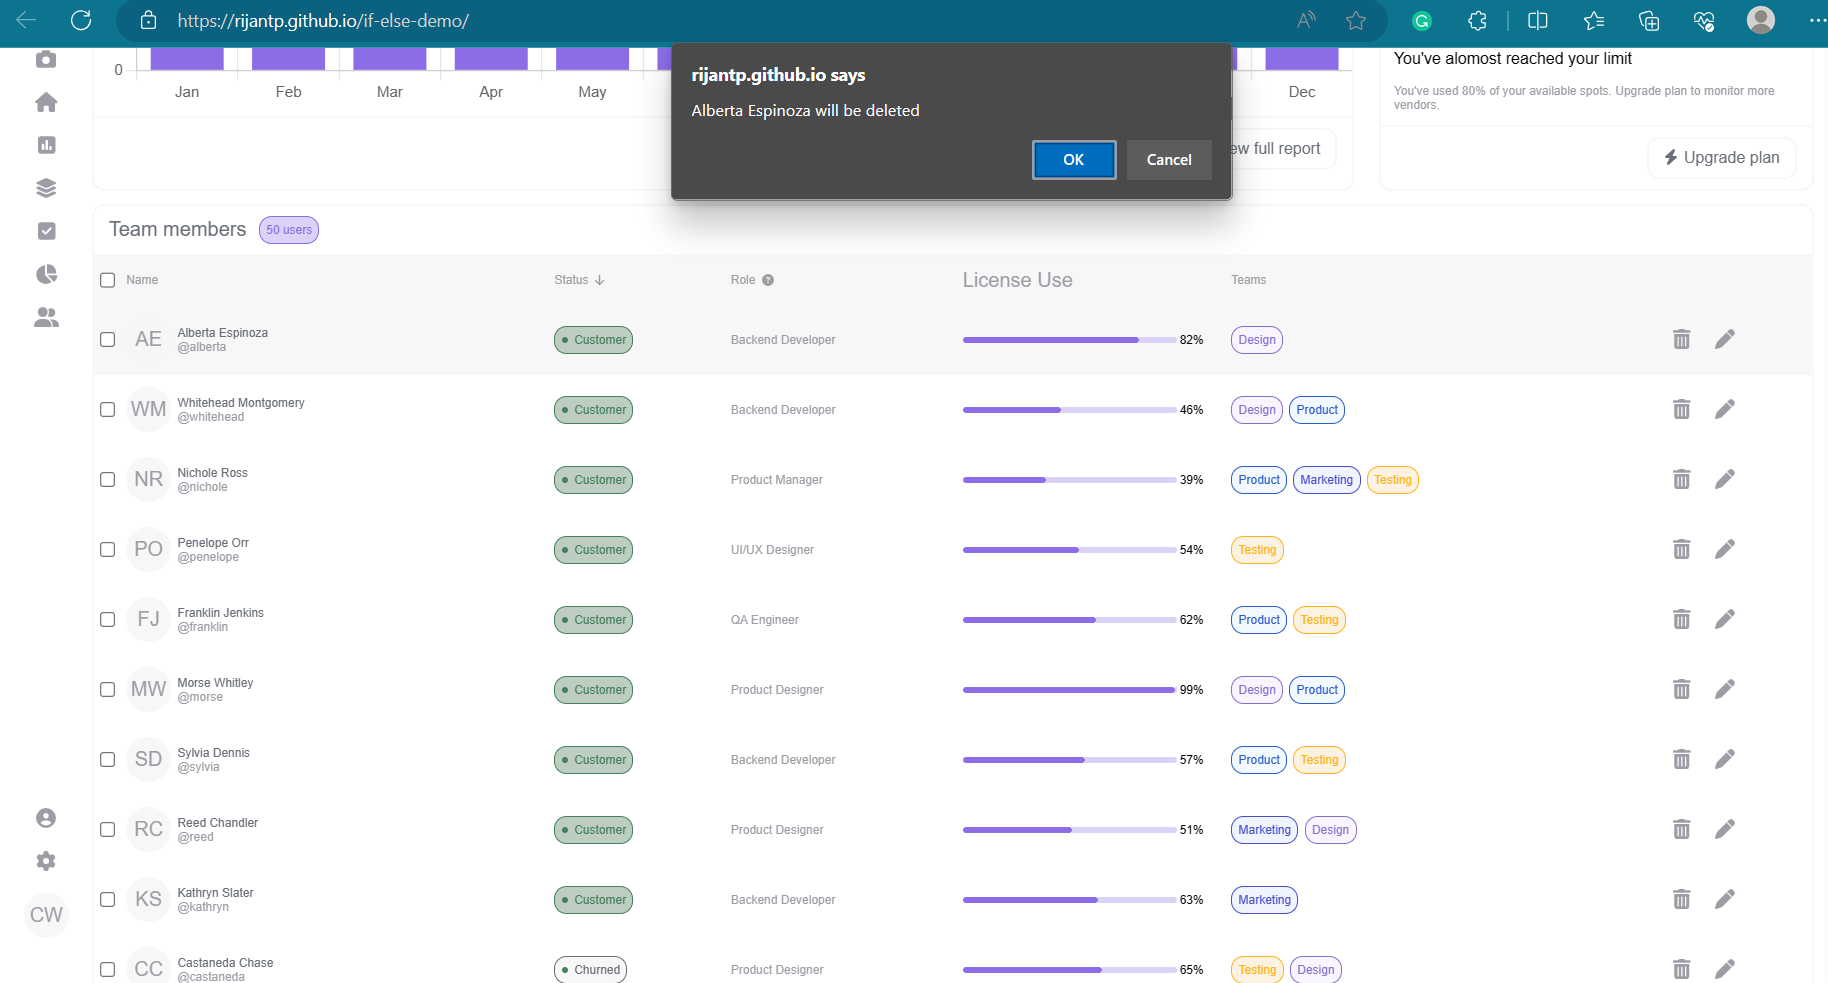 https://rijantp.github.io/if-else-demo/
rijantp.github.io says
Alberta Espinoza will be deleted
OK
Cancel
0
Jan
Feb
Mar
Apr
May
Dec
ew full report
You've alomost reached your limit
You've used 80% of your available spots. Upgrade plan to monitor more
vendors.
Upgrade plan
Team members
50 users
Name
Status
Role
License Use
Teams
AE
Alberta Espinoza
@alberta
Customer
Backend Developer
82%
Design
WM
Whitehead Montgomery
@whitehead
Customer
Backend Developer
46%
Design
Product
NR
Nichole Ross
@nichole
Customer
Product Manager
39%
Product
Marketing
Testing
PO
Penelope Orr
@penelope
Customer
UI/UX Designer
54%
Testing
FJ
Franklin Jenkins
@franklin
Customer
QA Engineer
62%
Product
Testing
MW
Morse Whitley
@morse
Customer
Product Designer
99%
Design
Product
SD
Sylvia Dennis
@sylvia
Customer
Backend Developer
57%
Product
Testing
RC
Reed Chandler
@reed
Customer
Product Designer
51%
Marketing
Design
KS
Kathryn Slater
@kathryn
Customer
Backend Developer
63%
Marketing
CC
Castaneda Chase
@castaneda
Churned
Product Designer
65%
Testing
Design
CW